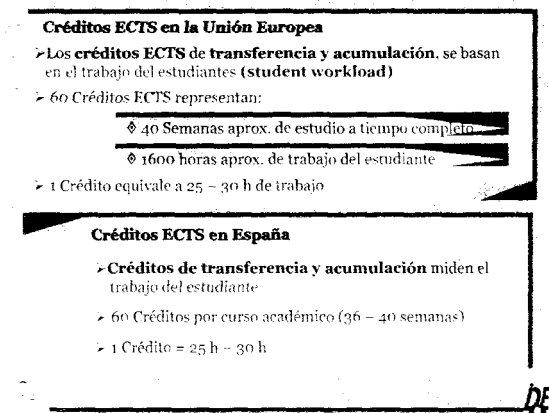 Créditos ECTS en la Unión Europea
➢Los créditos ECTS de transferencia y acumulación, se basan
en el trabajo del estudiantes (student workload)
➢ 60 Créditos ECTS representan:
◈ 40 Semanas aprox. de estudio a tiempo completo
◈ 1600 horas aprox. de trabajo del estudiante
➢ 1 Crédito equivale a 25 – 30 h de trabajo
Créditos ECTS en España
➢Créditos de transferencia y acumulación miden el
trabajo del estudiante
➢ 60 Créditos por curso académico (36 – 40 semanas)
➢ 1 Crédito = 25 h – 30 h
DE